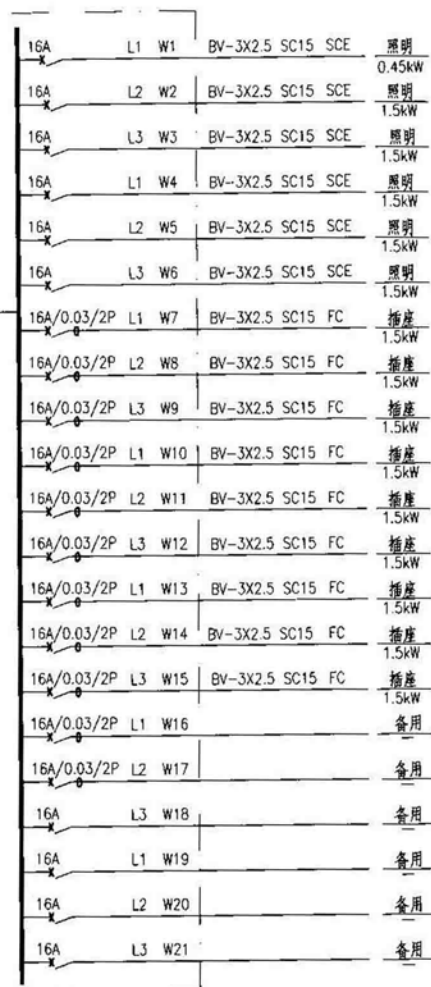 16A L1 W1 BV-3X2.5 SC15 SCE 照明
0.45kW
16A L2 W2 BV-3X2.5 SC15 SCE 照明
1.5kW
16A L3 W3 BV-3X2.5 SC15 SCE 照明
1.5kW
16A L1 W4 BV-3X2.5 SC15 SCE 照明
1.5kW
16A L2 W5 BV-3X2.5 SC15 SCE 照明
1.5kW
16A L3 W6 BV-3X2.5 SC15 SCE 照明
1.5kW
16A/0.03/2P L1 W7 BV-3X2.5 SC15 FC 插座
1.5kW
16A/0.03/2P L2 W8 BV-3X2.5 SC15 FC 插座
1.5kW
16A/0.03/2P L3 W9 BV-3X2.5 SC15 FC 插座
1.5kW
16A/0.03/2P L1 W10 BV-3X2.5 SC15 FC 插座
1.5kW
16A/0.03/2P L2 W11 BV-3X2.5 SC15 FC 插座
1.5kW
16A/0.03/2P L3 W12 BV-3X2.5 SC15 FC 插座
1.5kW
16A/0.03/2P L1 W13 BV-3X2.5 SC15 FC 插座
1.5kW
16A/0.03/2P L2 W14 BV-3X2.5 SC15 FC 插座
1.5kW
16A/0.03/2P L3 W15 BV-3X2.5 SC15 FC 插座
1.5kW
16A/0.03/2P L1 W16 备用
16A/0.03/2P L2 W17 备用
16A L3 W18 备用
16A L1 W19 备用
16A L2 W20 备用
16A L3 W21 备用